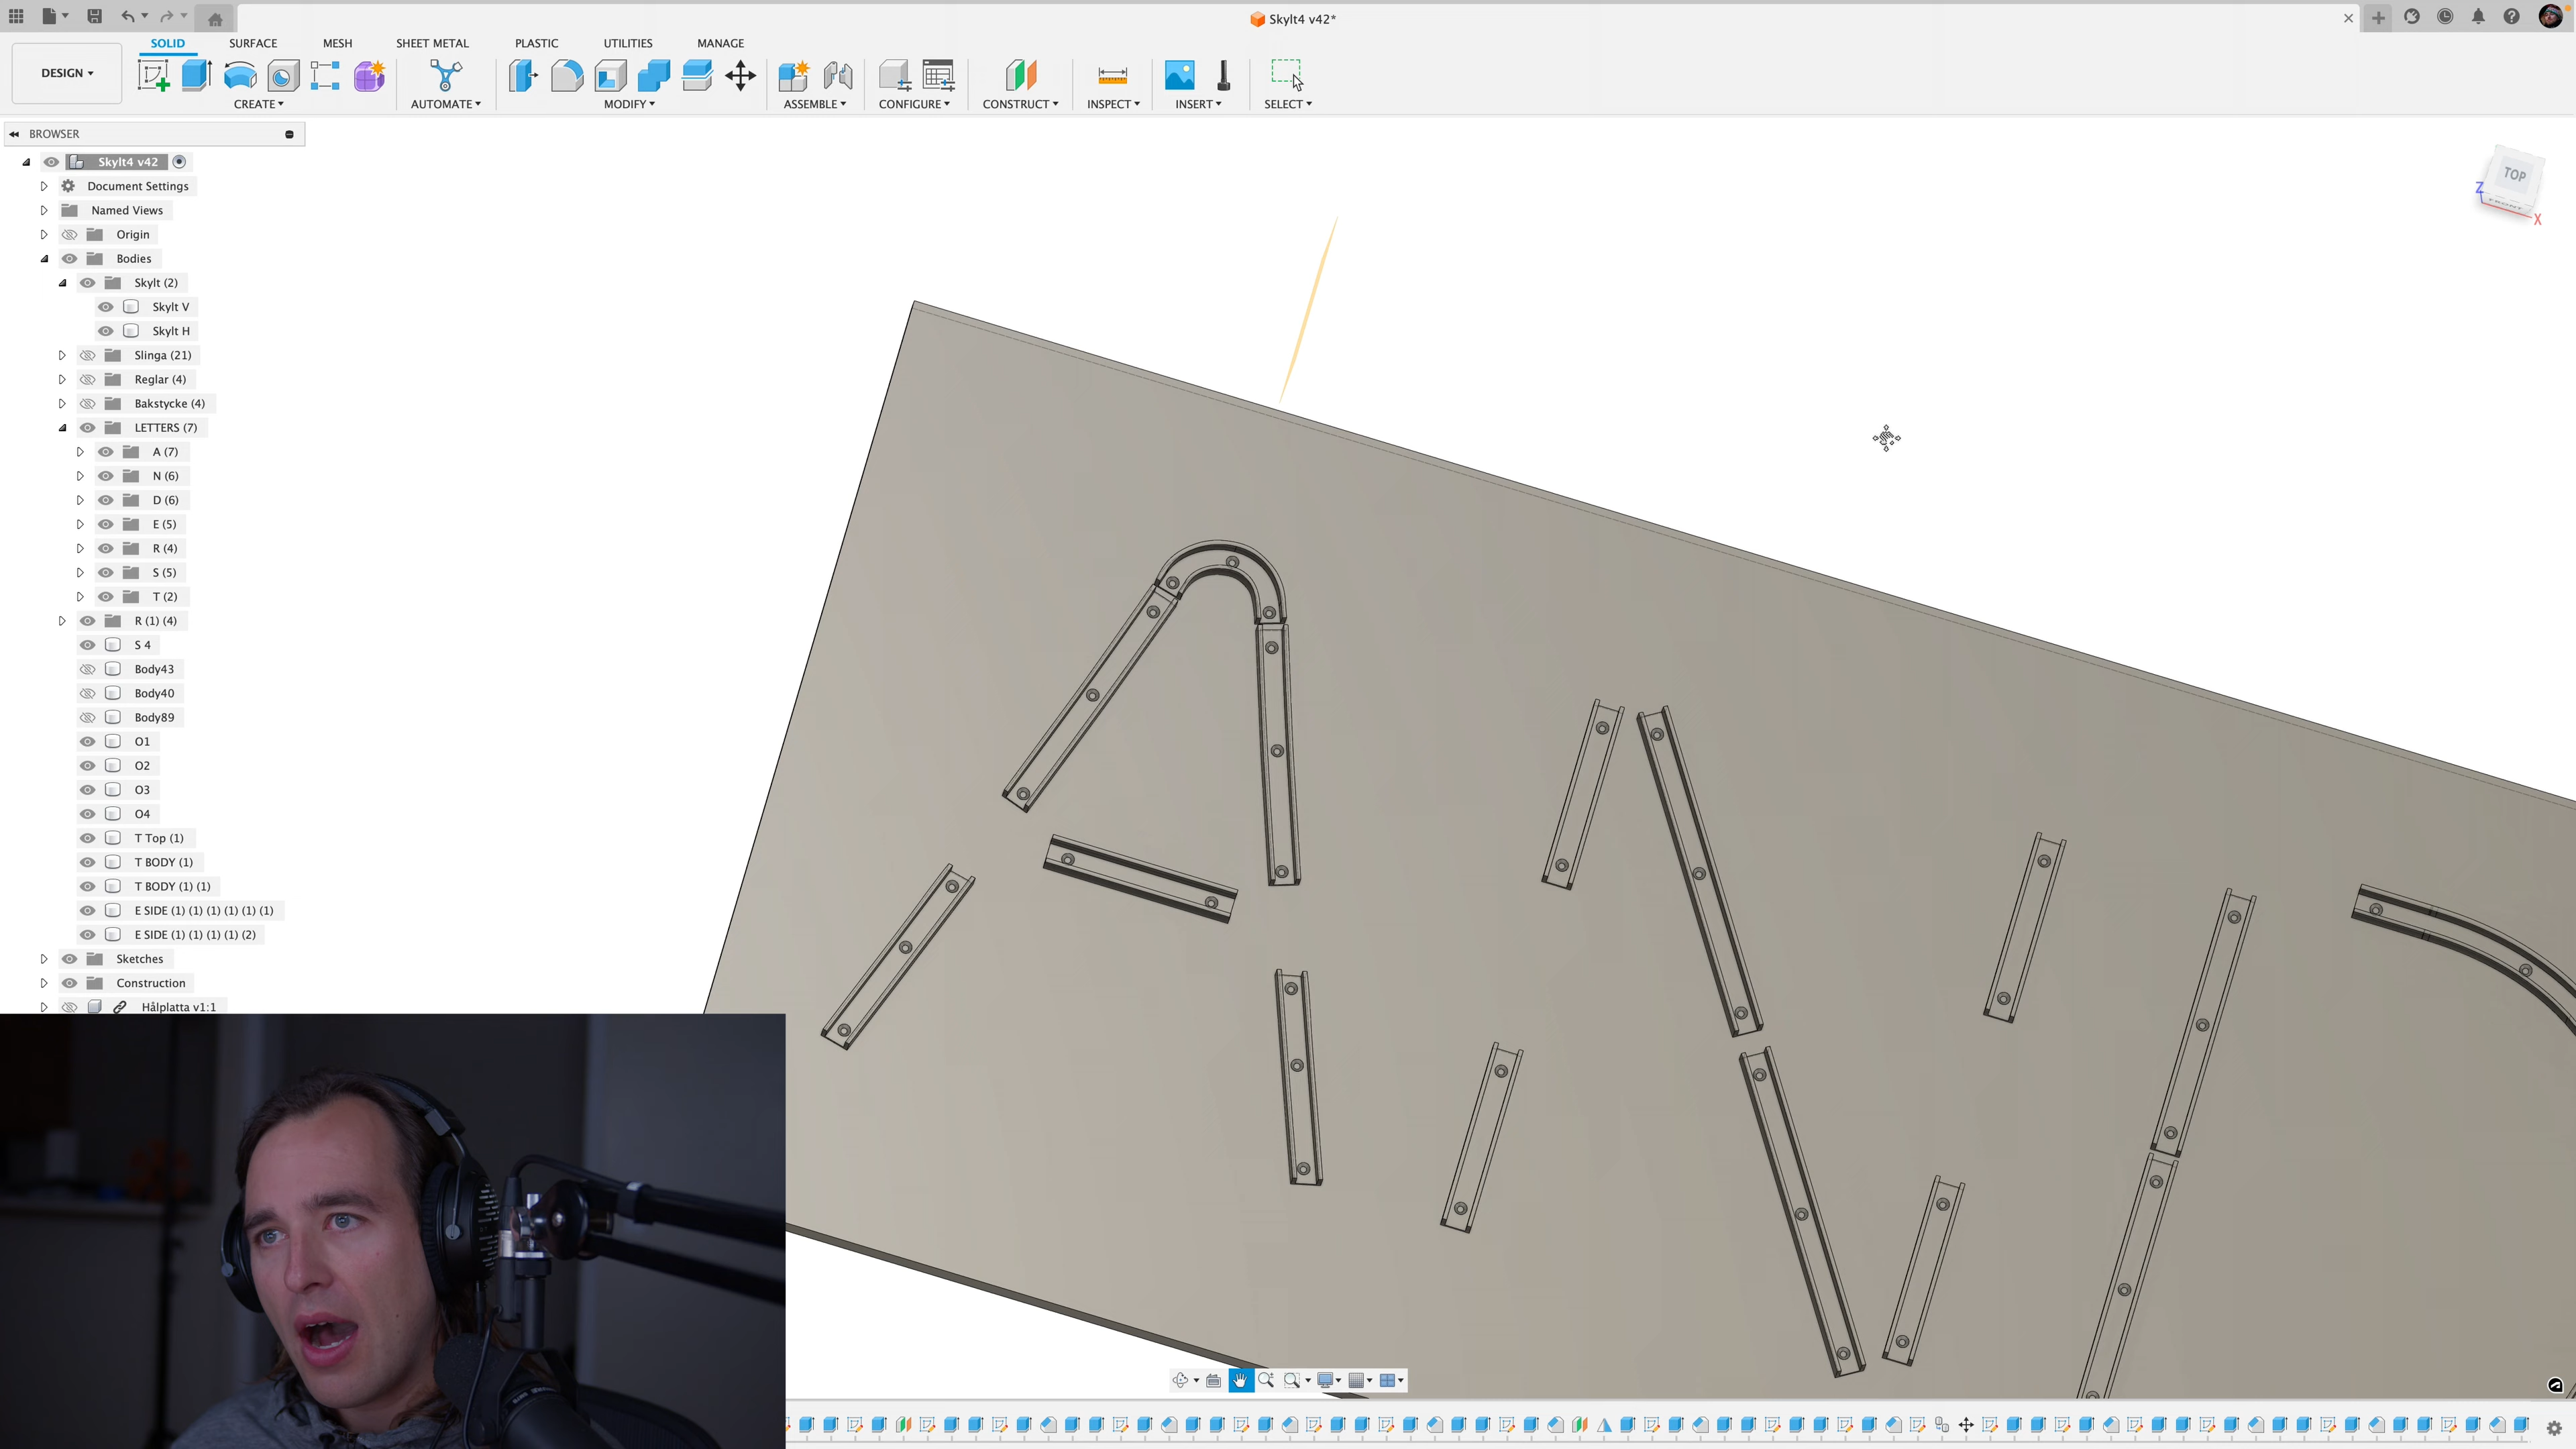 Skylt4 v42*
SOLID SURFACE MESH SHEET METAL PLASTIC UTILITIES MANAGE
DESIGN
CREATE AUTOMATE MODIFY ASSEMBLE CONFIGURE CONSTRUCT INSPECT INSERT SELECT
BROWSER
Skylt4 v42
Document Settings
Named Views
Origin
Bodies
Skylt (2)
Skylt V
Skylt H
Slinga (21)
Reglar (4)
Bakstycke (4)
LETTERS (7)
A (7)
N (6)
D (6)
E (5)
R (4)
S (5)
T (2)
R (1) (4)
S 4
Body43
Body40
Body89
O1
O2
O3
O4
T Top (1)
T BODY (1)
T BODY (1) (1)
E SIDE (1) (1) (1) (1) (1) (1)
E SIDE (1) (1) (1) (1) (2)
Sketches
Construction
Hålplatta v1:1
TOP
FRONT
Z
X